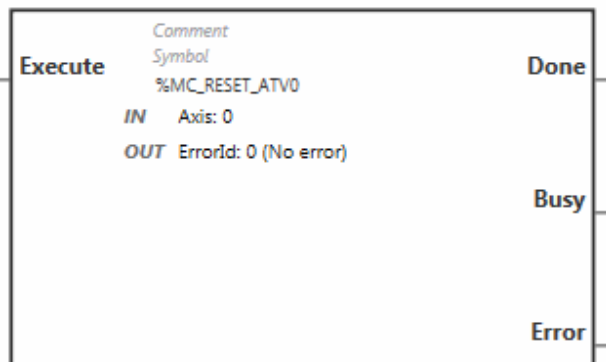 Comment
Execute
Symbol
Done
%MC_RESET_ATV0
IN Axis: 0
OUT ErrorId: 0 (No error)
Busy
Error